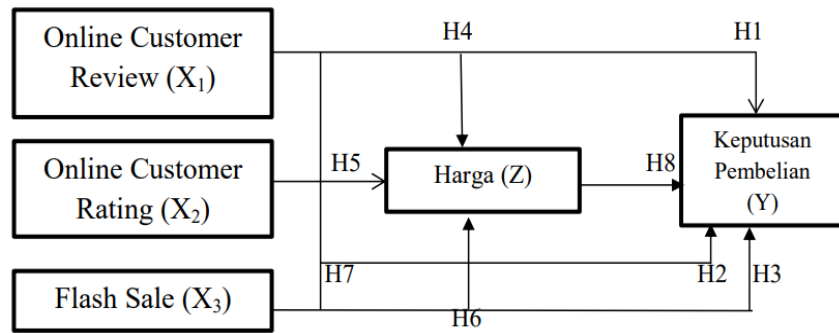 Online Customer
Review (X₁)
H4
H1
Online Customer
Rating (X₂)
H5
Harga (Z)
H8
Keputusan
Pembelian
(Y)
H7
H2
H3
Flash Sale (X₃)
H6